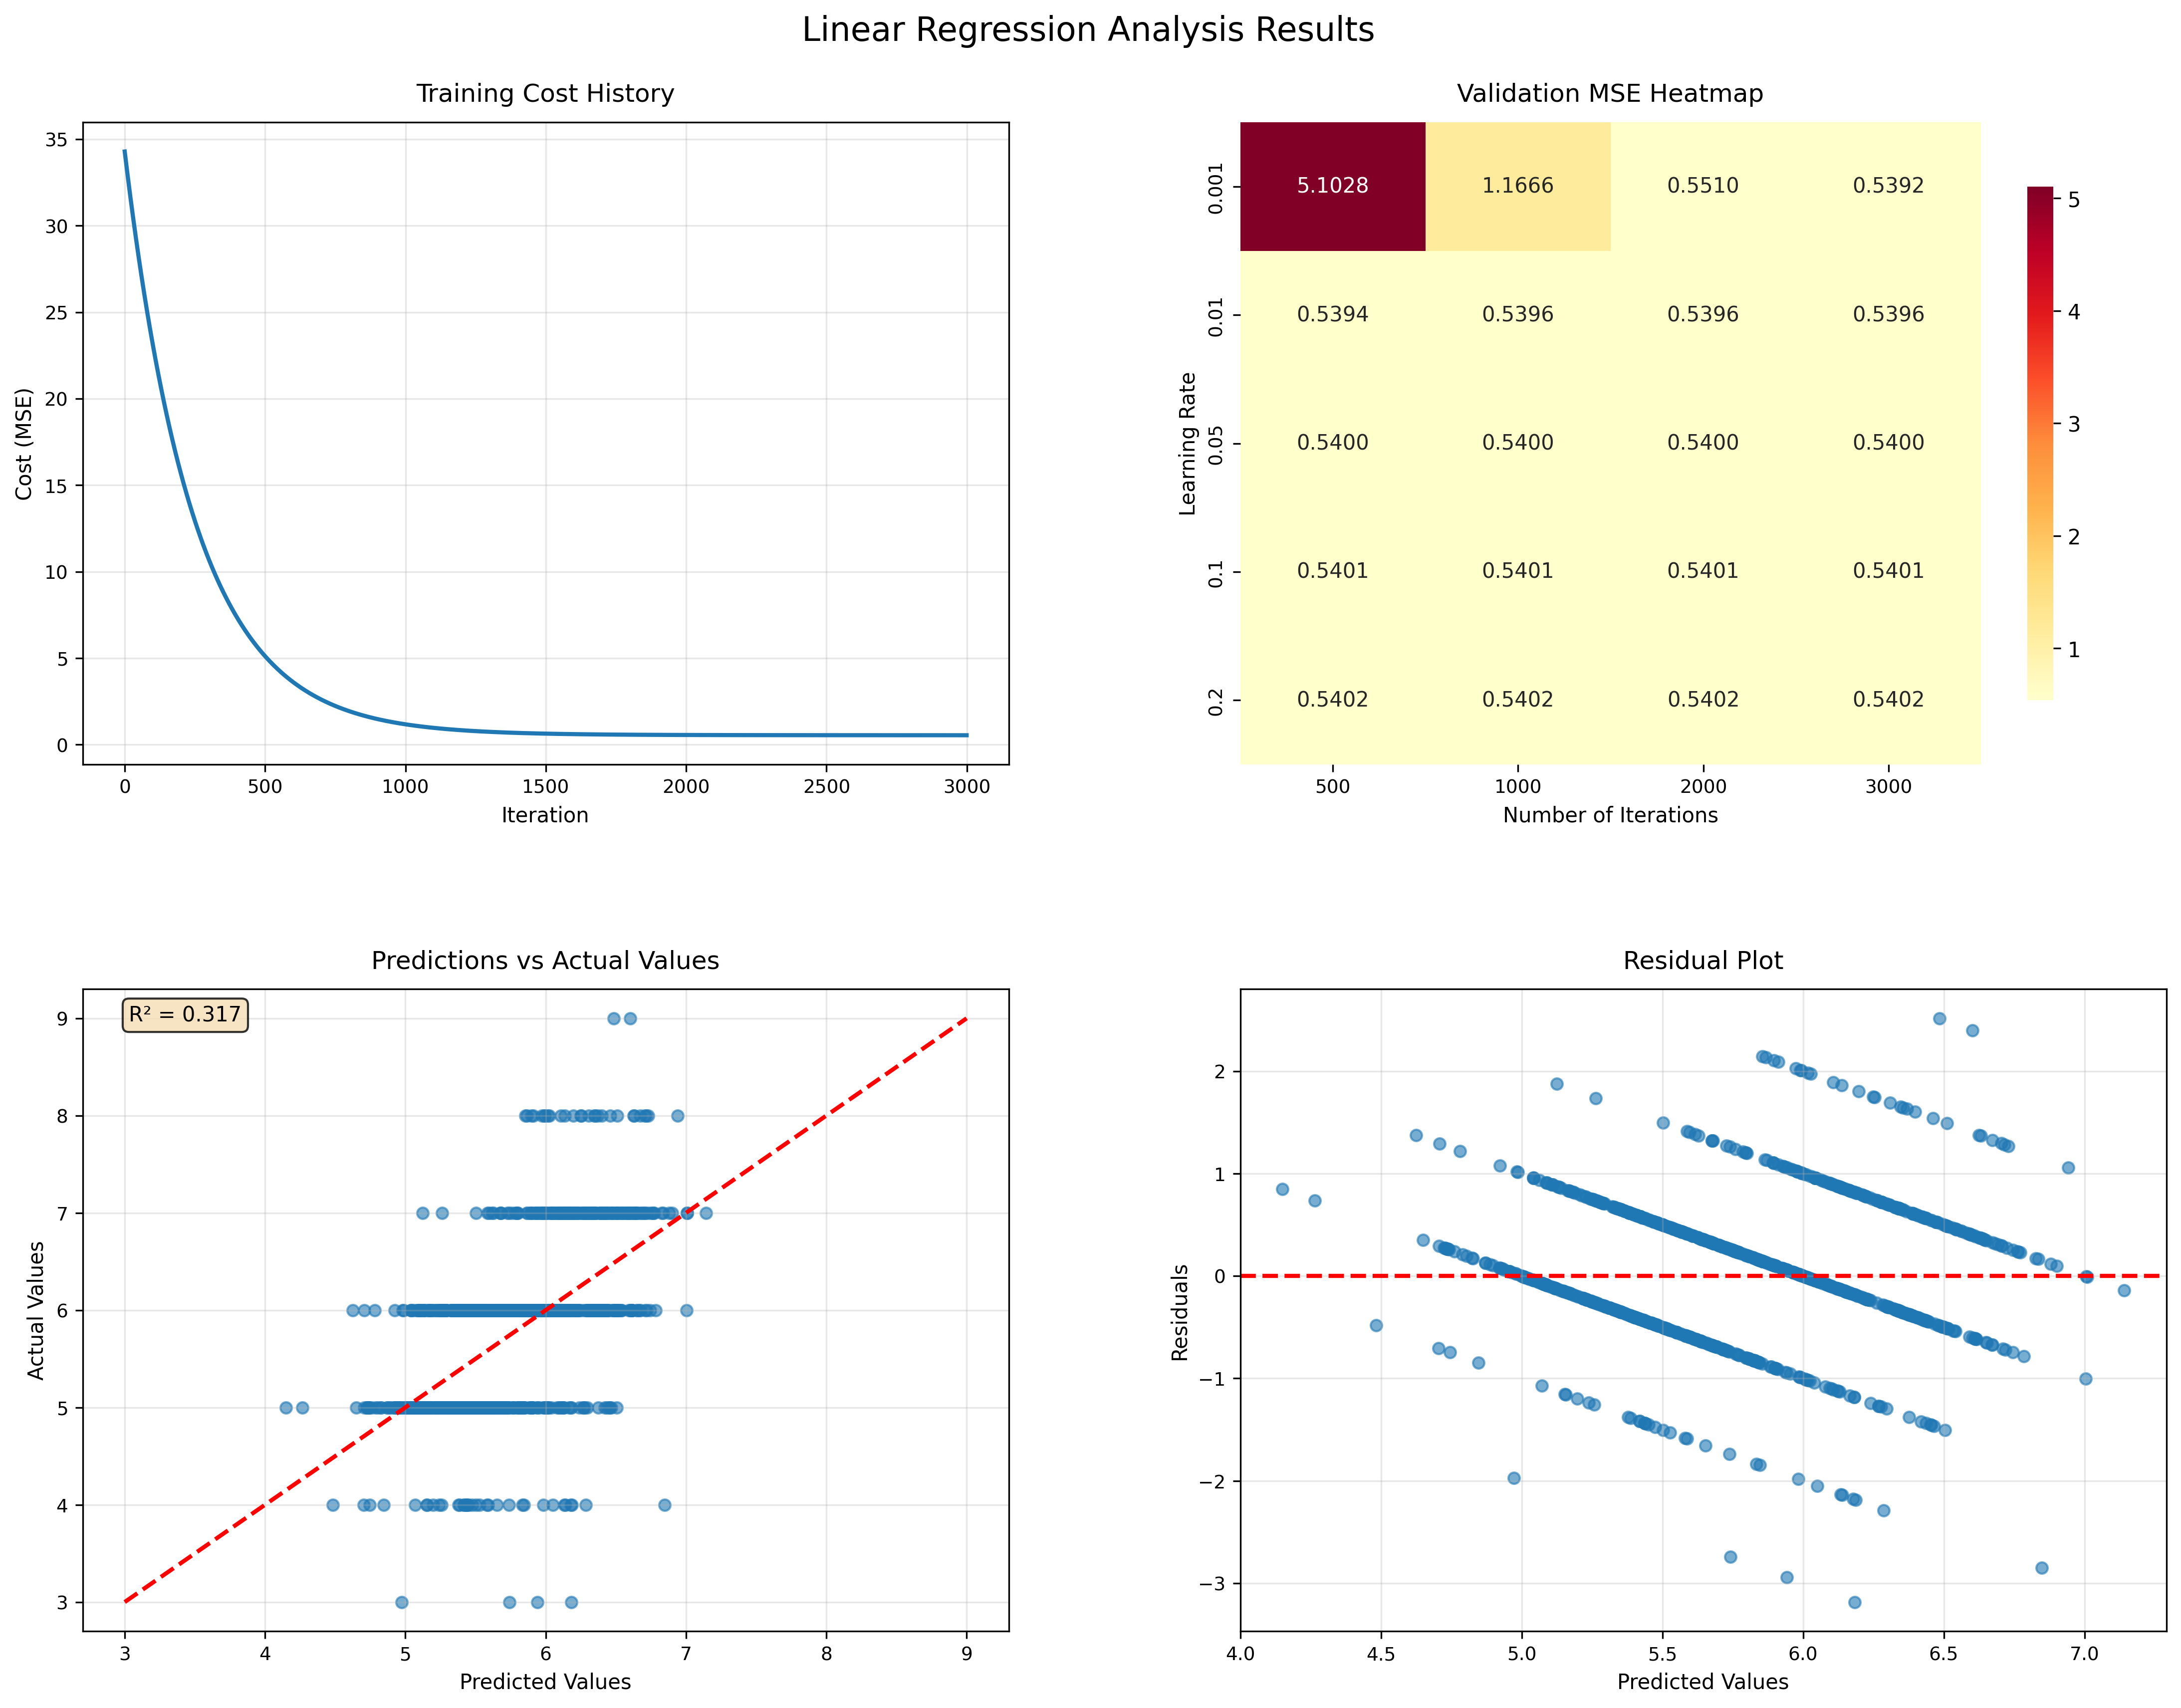 Linear Regression Analysis Results
Training Cost History
35
30
25
20
15
10
5
0
Cost (MSE)
0 500 1000 1500 2000 2500 3000
Iteration
Validation MSE Heatmap
Learning Rate
0.001 5.1028 1.1666 0.5510 0.5392
0.01 0.5394 0.5396 0.5396 0.5396
0.05 0.5400 0.5400 0.5400 0.5400
0.1 0.5401 0.5401 0.5401 0.5401
0.2 0.5402 0.5402 0.5402 0.5402
500 1000 2000 3000
Number of Iterations
5
4
3
2
1
Predictions vs Actual Values
R² = 0.317
9
8
7
6
5
4
3
Actual Values
3 4 5 6 7 8 9
Predicted Values
Residual Plot
2
1
0
−1
−2
−3
Residuals
4.0 4.5 5.0 5.5 6.0 6.5 7.0
Predicted Values